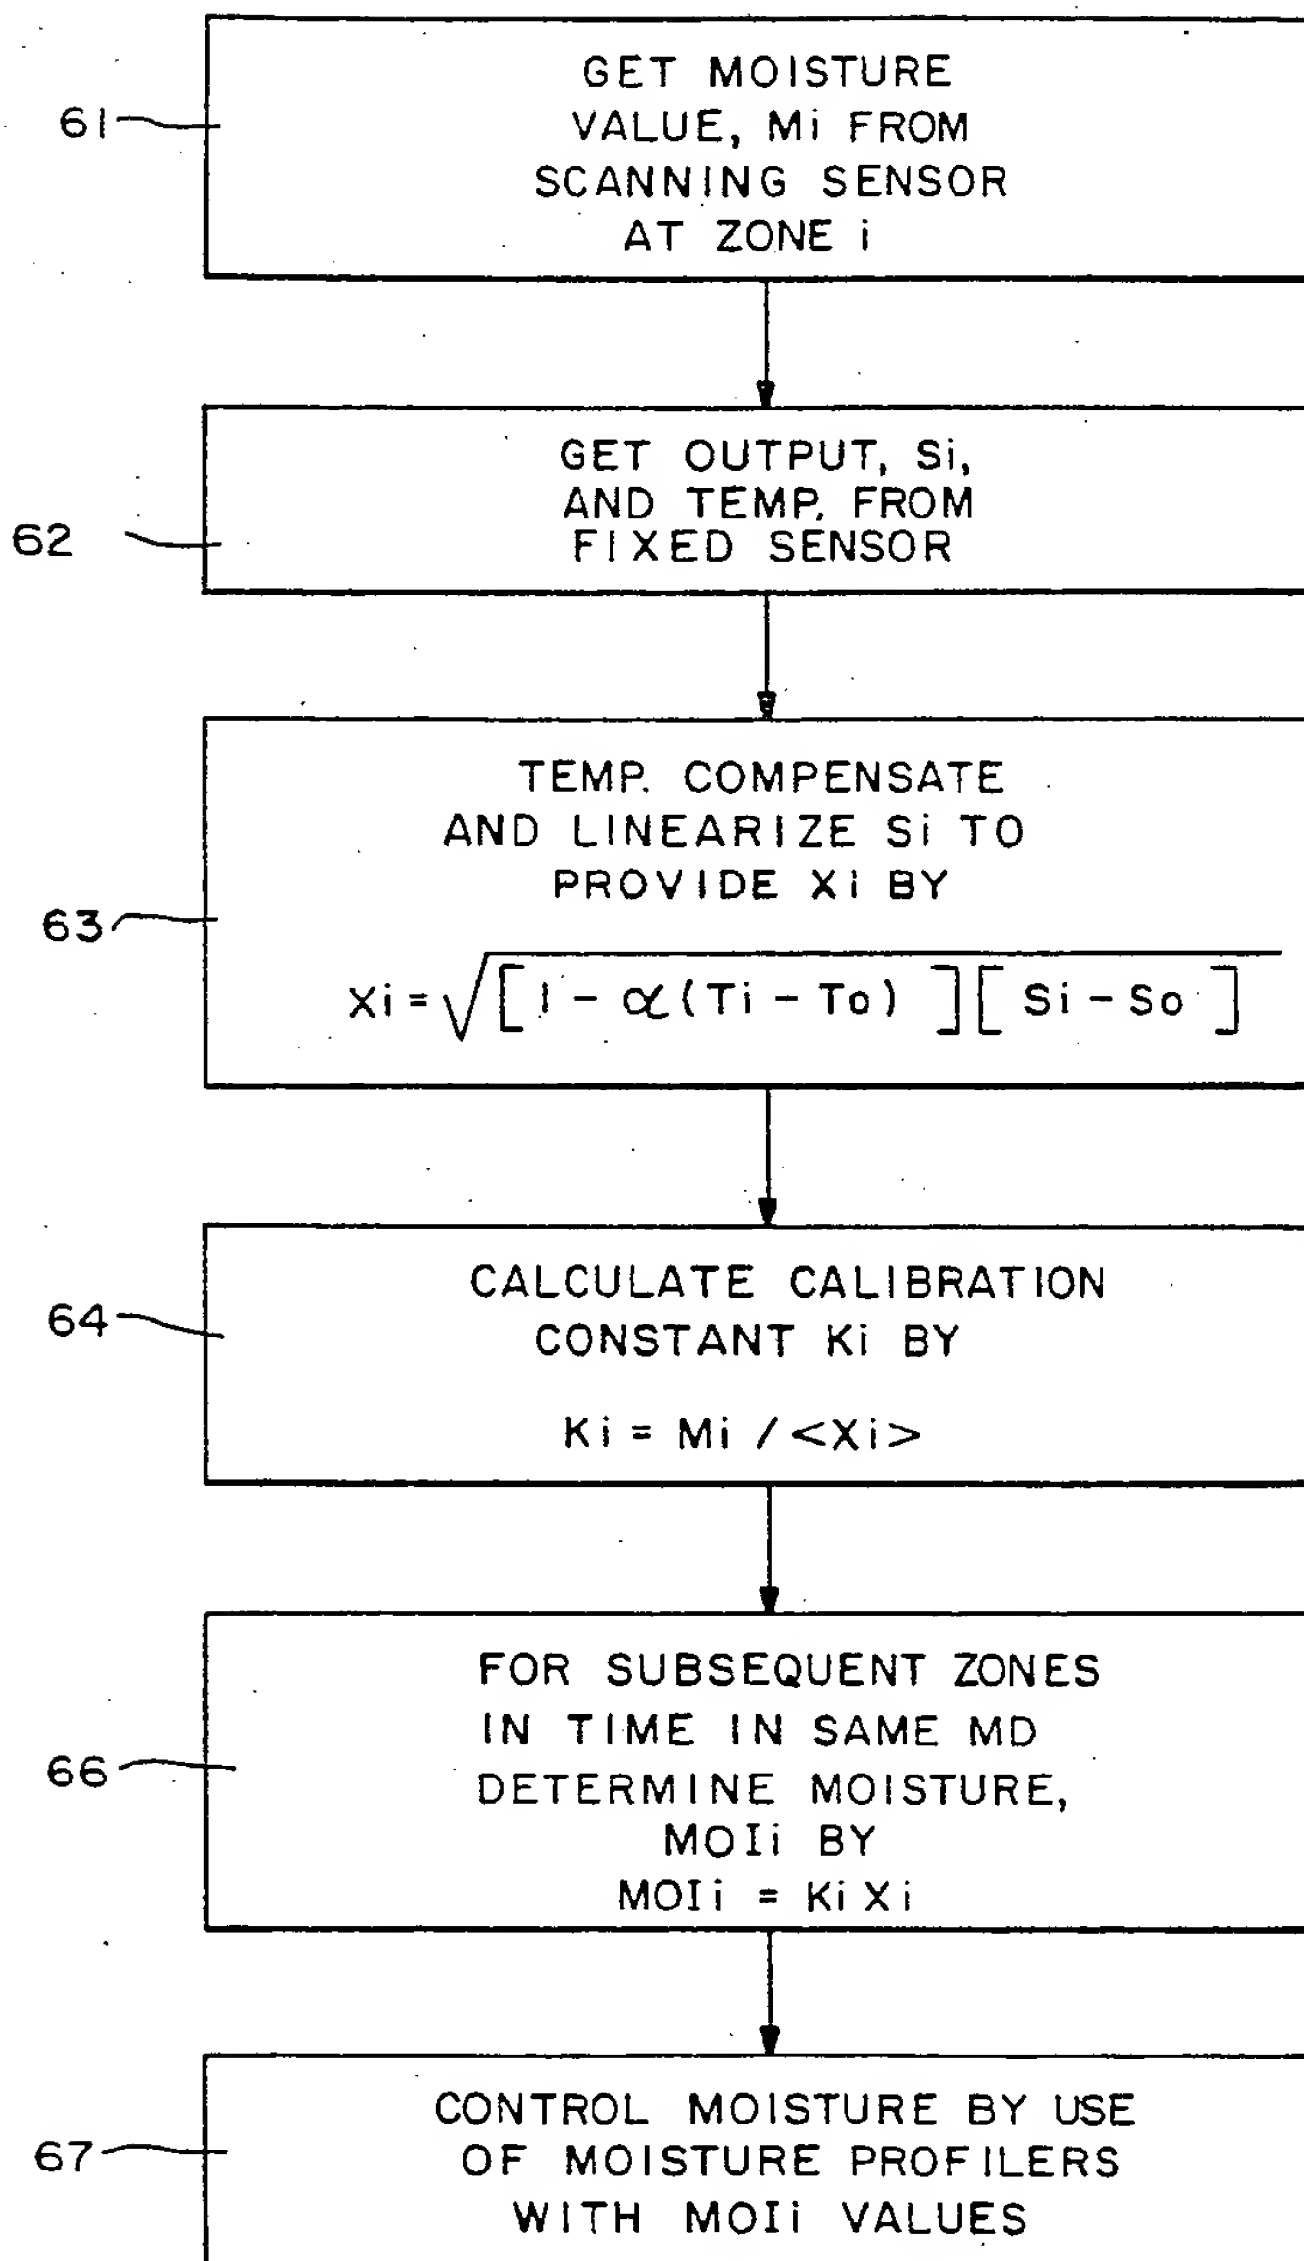 GET MOISTURE
VALUE, Mi FROM
SCANNING SENSOR
AT ZONE i
61
GET OUTPUT, Si,
AND TEMP. FROM
FIXED SENSOR
62
TEMP. COMPENSATE
AND LINEARIZE Si TO
PROVIDE Xi BY
63
Xi = √[1 - α(Ti - To)][Si - So]
CALCULATE CALIBRATION
CONSTANT Ki BY
64
Ki = Mi / <Xi>
FOR SUBSEQUENT ZONES
IN TIME IN SAME MD
DETERMINE MOISTURE,
66
MOIi BY
MOIi = Ki Xi
CONTROL MOISTURE BY USE
OF MOISTURE PROFILERS
67
WITH MOIi VALUES